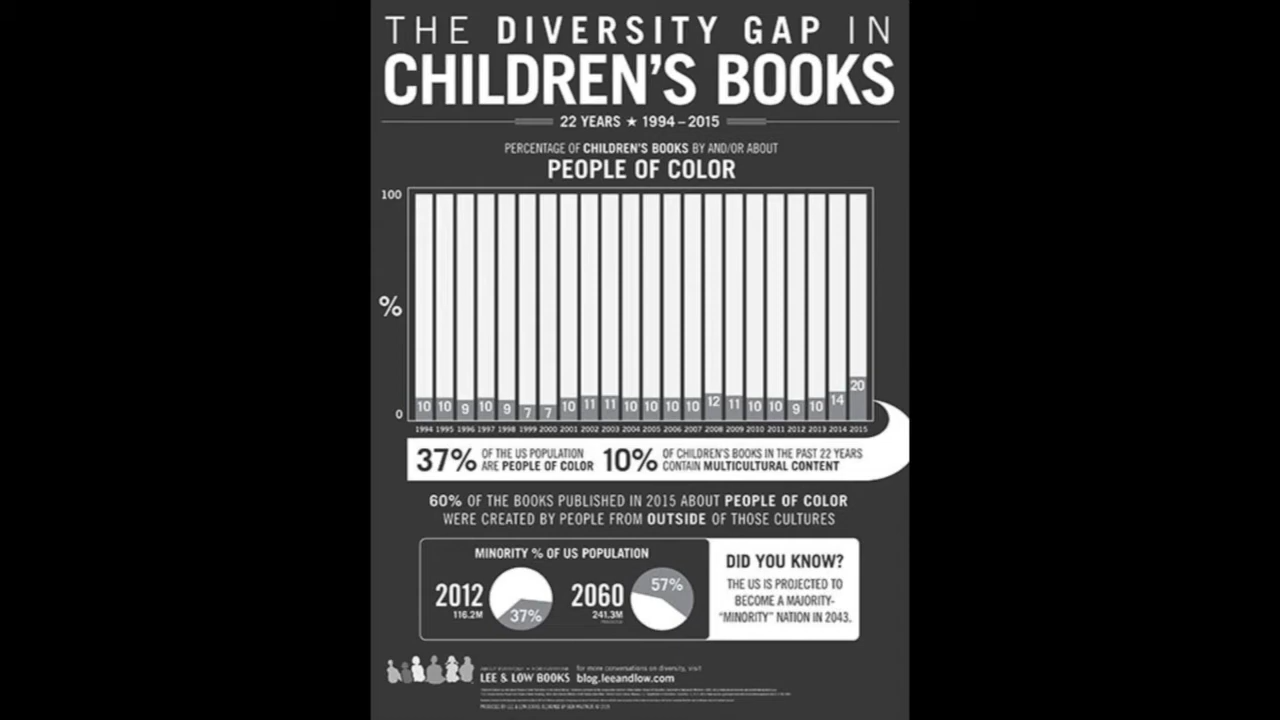 THE DIVERSITY GAP IN
CHILDREN'S BOOKS
22 YEARS ★ 1994 – 2015
PERCENTAGE OF CHILDREN'S BOOKS BY AND/OR ABOUT
PEOPLE OF COLOR
100
%
0
10 10 9 10 9 7 7 10 11 11 10 10 10 10 12 11 10 10 9 10 14 20
1994 1995 1996 1997 1998 1999 2000 2001 2002 2003 2004 2005 2006 2007 2008 2009 2010 2011 2012 2013 2014 2015
37% OF THE US POPULATION
ARE PEOPLE OF COLOR
10% OF CHILDREN'S BOOKS IN THE PAST 22 YEARS
CONTAIN MULTICULTURAL CONTENT
60% OF THE BOOKS PUBLISHED IN 2015 ABOUT PEOPLE OF COLOR
WERE CREATED BY PEOPLE FROM OUTSIDE OF THOSE CULTURES
MINORITY % OF US POPULATION
2012
116.2M
37%
2060
241.3M
57%
DID YOU KNOW?
THE US IS PROJECTED TO
BECOME A MAJORITY-
"MINORITY" NATION IN 2043.
LEE & LOW BOOKS
for more conversations on diversity, visit
blog.leeandlow.com